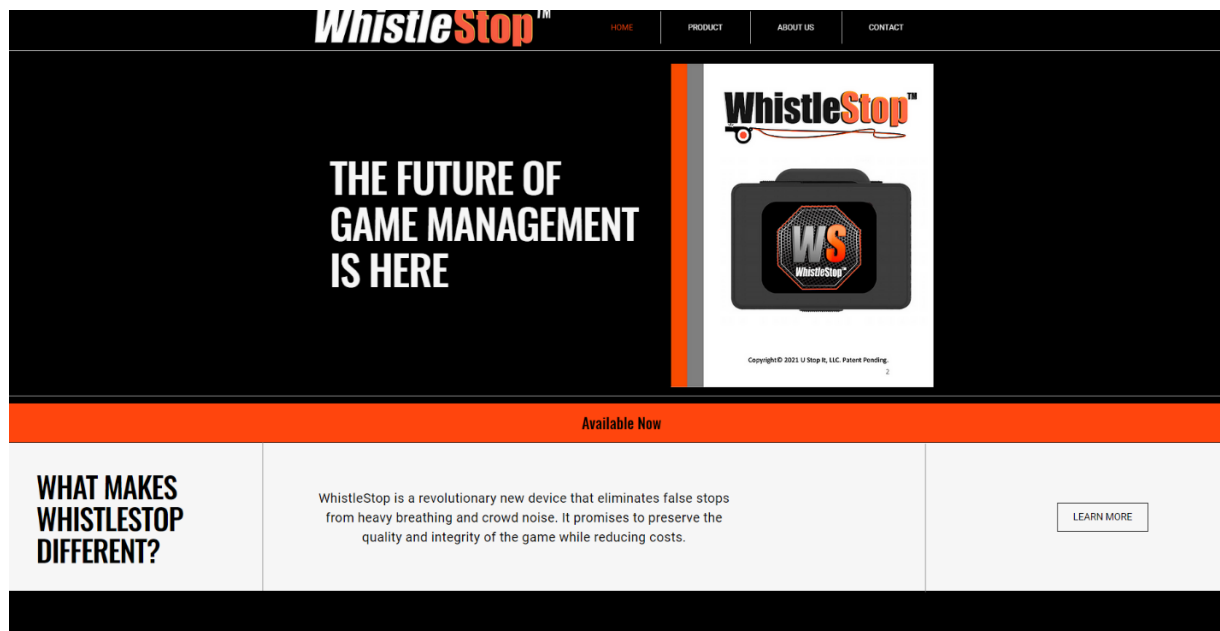 WhistleStop™
HOME
PRODUCT
ABOUT US
CONTACT
WhistleStop™
THE FUTURE OF
GAME MANAGEMENT
IS HERE
WS
WhistleStop™
Copyright© 2021 U Stop It, LLC. Patent Pending.
2
Available Now
WHAT MAKES
WHISTLESTOP
DIFFERENT?
WhistleStop is a revolutionary new device that eliminates false stops
from heavy breathing and crowd noise. It promises to preserve the
quality and integrity of the game while reducing costs.
LEARN MORE